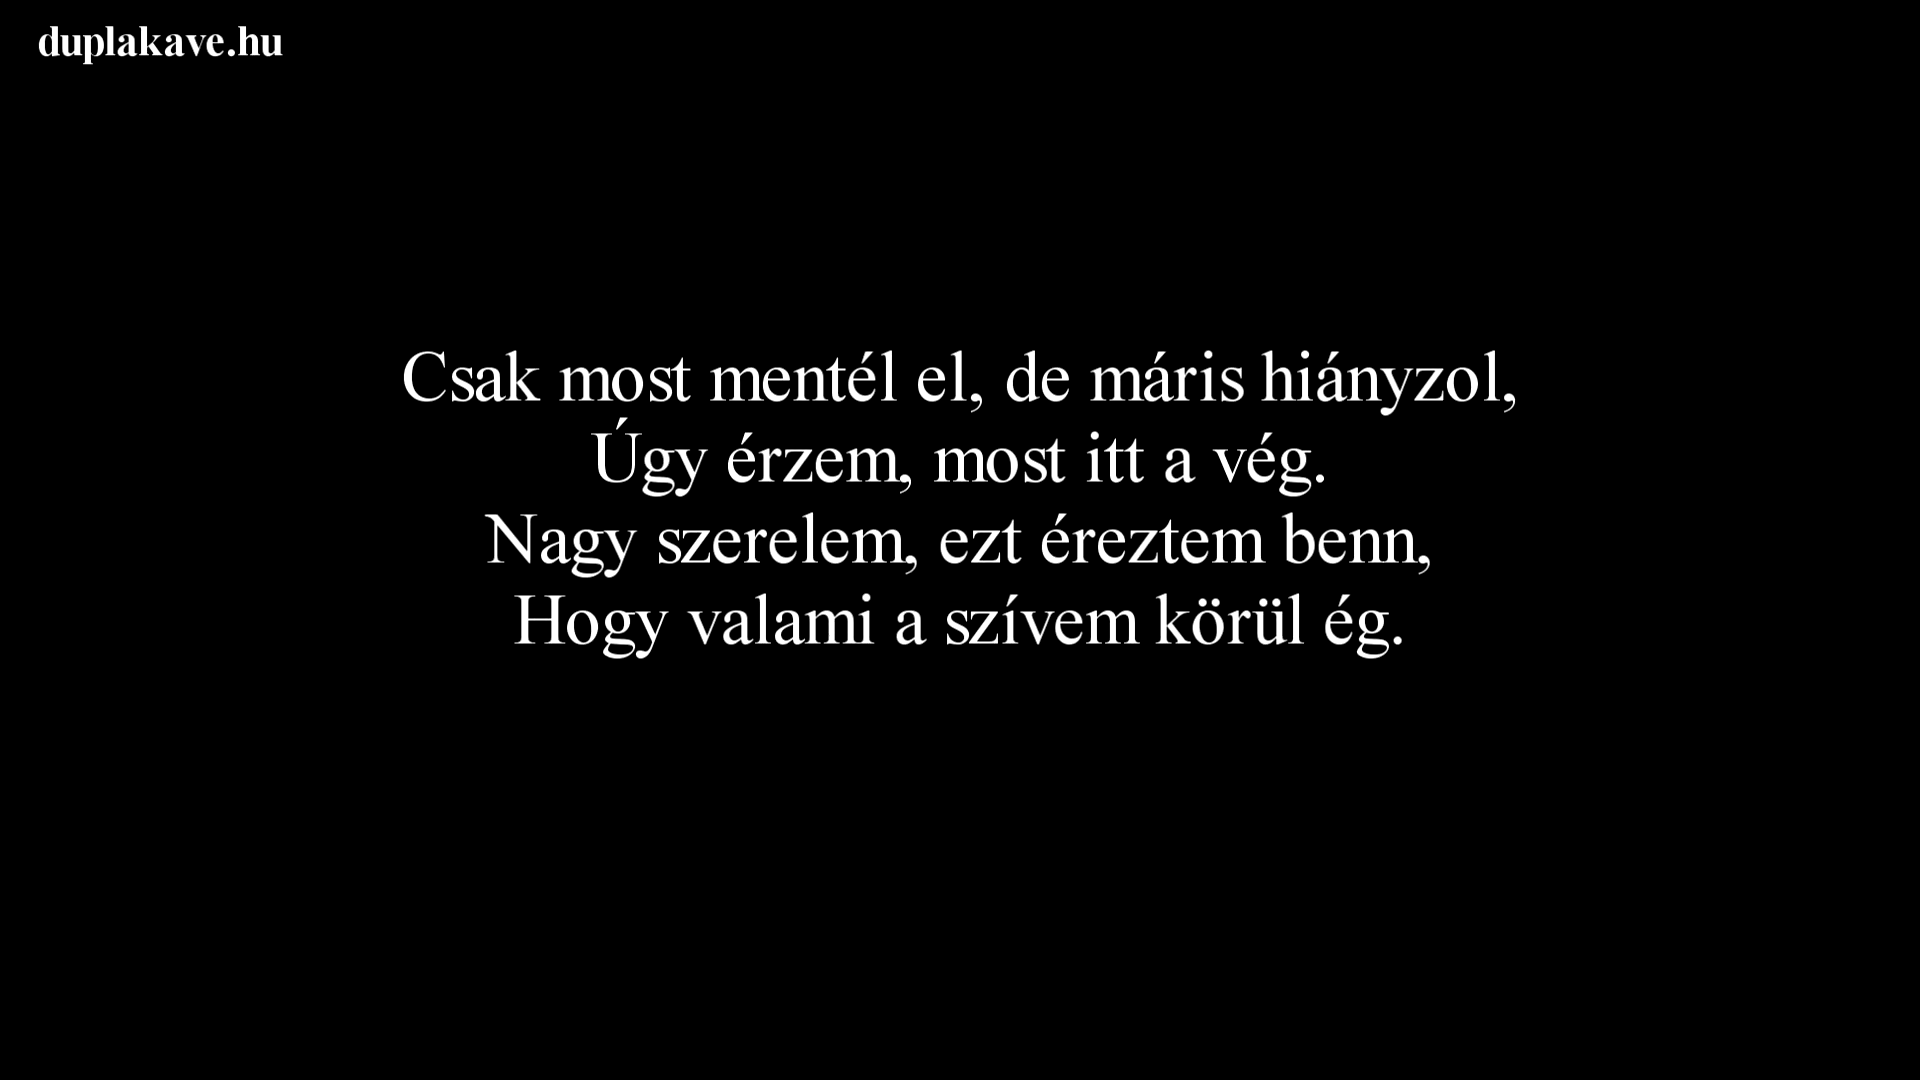 duplakave.hu
Csak most mentél el, de máris hiányzol,
Úgy érzem, most itt a vég.
Nagy szerelem, ezt éreztem benn,
Hogy valami a szívem körül ég.